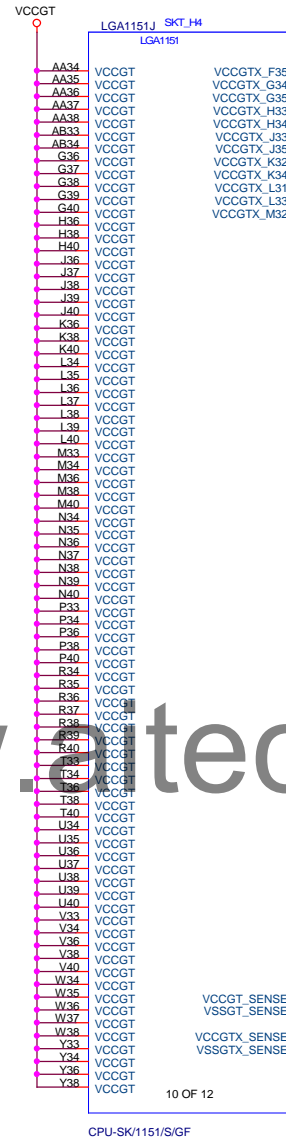 VCCGT
LGA1151J SKT_H4
LGA1151
AA34 VCCGT VCCGTX_F35
AA35 VCCGT VCCGTX_G34
AA36 VCCGT VCCGTX_G35
AA37 VCCGT VCCGTX_H33
AA38 VCCGT VCCGTX_H34
AB33 VCCGT VCCGTX_J33
AB34 VCCGT VCCGTX_J35
G36 VCCGT VCCGTX_K32
G37 VCCGT VCCGTX_K34
G38 VCCGT VCCGTX_L31
G39 VCCGT VCCGTX_L33
G40 VCCGT VCCGTX_M32
H36 VCCGT
H38 VCCGT
H40 VCCGT
J36 VCCGT
J37 VCCGT
J38 VCCGT
J39 VCCGT
J40 VCCGT
K36 VCCGT
K38 VCCGT
K40 VCCGT
L34 VCCGT
L35 VCCGT
L36 VCCGT
L37 VCCGT
L38 VCCGT
L39 VCCGT
L40 VCCGT
M33 VCCGT
M34 VCCGT
M36 VCCGT
M38 VCCGT
M40 VCCGT
N34 VCCGT
N35 VCCGT
N36 VCCGT
N37 VCCGT
N38 VCCGT
N39 VCCGT
N40 VCCGT
P33 VCCGT
P34 VCCGT
P36 VCCGT
P38 VCCGT
P40 VCCGT
R34 VCCGT
R35 VCCGT
R36 VCCGT
R37 VCCGT
R38 VCCGT
R39 VCCGT
R40 VCCGT
T33 VCCGT
T34 VCCGT
T36 VCCGT
T38 VCCGT
T40 VCCGT
U34 VCCGT
U35 VCCGT
U36 VCCGT
U37 VCCGT
U38 VCCGT
U39 VCCGT
U40 VCCGT
V33 VCCGT
V34 VCCGT
V36 VCCGT
V38 VCCGT
V40 VCCGT
W34 VCCGT
W35 VCCGT VCCGT_SENSE
W36 VCCGT VSSGT_SENSE
W37 VCCGT
W38 VCCGT VCCGTX_SENSE
Y33 VCCGT VSSGTX_SENSE
Y34 VCCGT
Y36 VCCGT
Y38 VCCGT
10 OF 12
CPU-SK/1151/S/GF